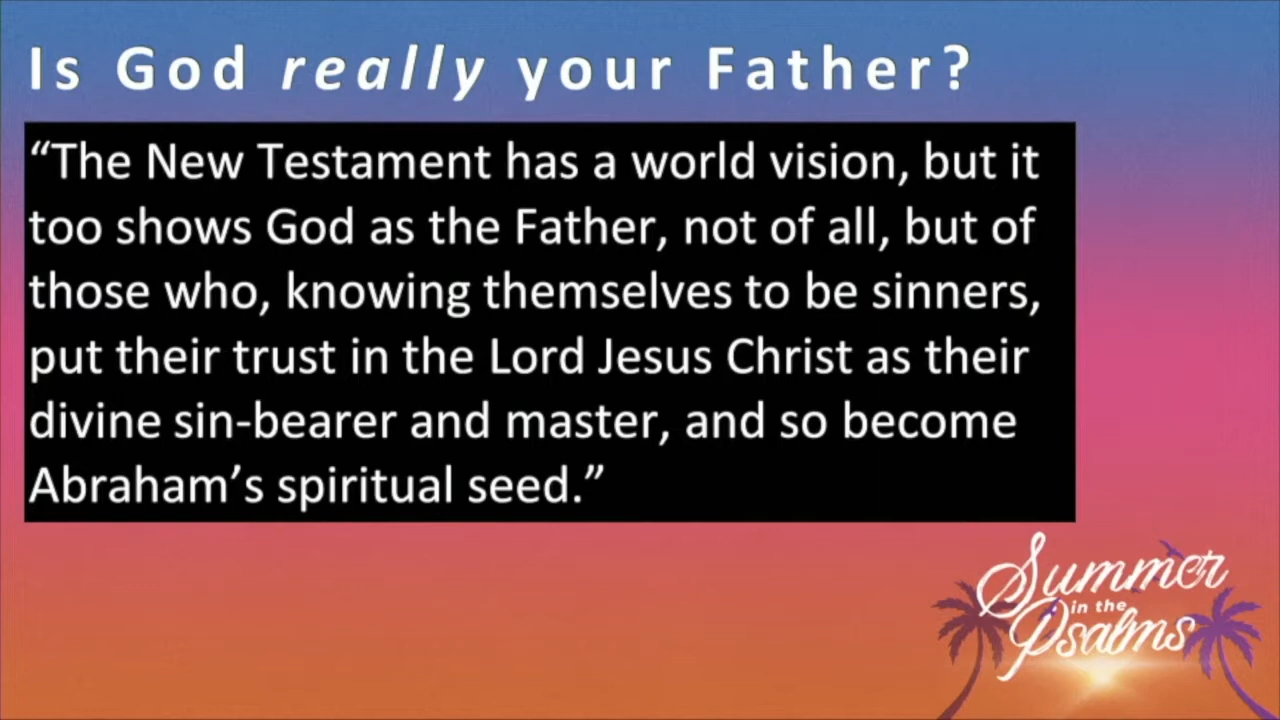 Is God really your Father?
“The New Testament has a world vision, but it
too shows God as the Father, not of all, but of
those who, knowing themselves to be sinners,
put their trust in the Lord Jesus Christ as their
divine sin-bearer and master, and so become
Abraham’s spiritual seed.”
Summer
in the
Psalms